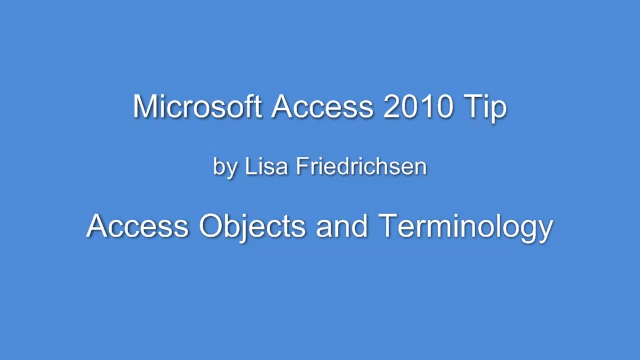 Microsoft Access 2010 Tip
by Lisa Friedrichsen
Access Objects and Terminology